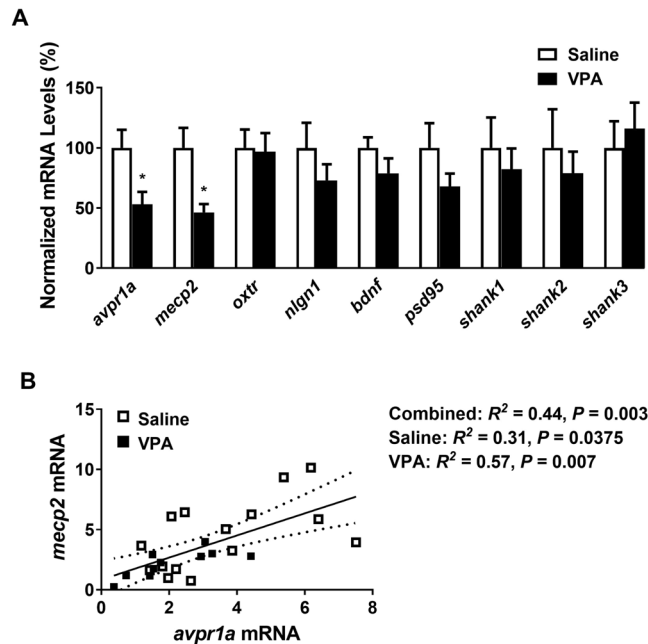 A
Saline
VPA
Normalized mRNA Levels (%)
150
100
50
0
*
*
avpr1a
mecp2
oxtr
nlgn1
bdnf
psd95
shank1
shank2
shank3
B
Saline
VPA
mecp2 mRNA
15
10
5
0
0
2
4
6
8
avpr1a mRNA
Combined: R² = 0.44, P = 0.003
Saline: R² = 0.31, P = 0.0375
VPA: R² = 0.57, P = 0.007